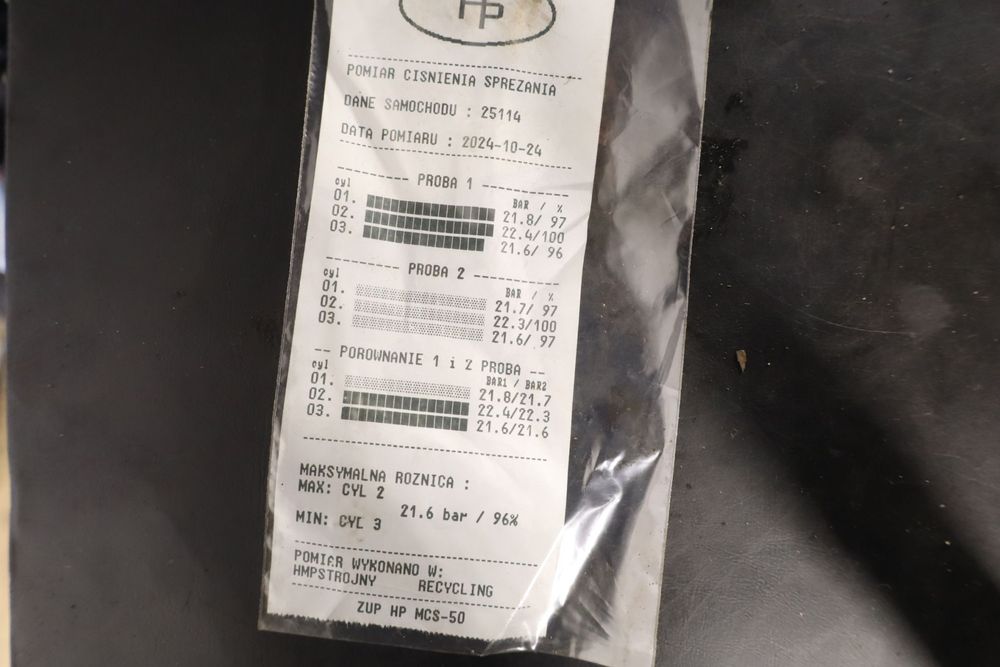 HP
POMIAR CISNIENIA SPREZANIA
DANE SAMOCHODU : 25114
DATA POMIARU : 2024-10-24
PROBA 1
cyl BAR / %
01. 21.8/ 97
02. 22.4/100
03. 21.6/ 96
PROBA 2
cyl BAR / %
01. 21.7/ 97
02. 22.3/100
03. 21.6/ 97
-- POROWNANIE 1 i 2 PROBA --
cyl BAR1 / BAR2
01. 21.8/21.7
02. 22.4/22.3
03. 21.6/21.6
MAKSYMALNA ROZNICA :
MAX: CYL 2
21.6 bar / 96%
MIN: CYL 3
POMIAR WYKONANO W:
HMPSTROJNY RECYCLING
ZUP HP MCS-50